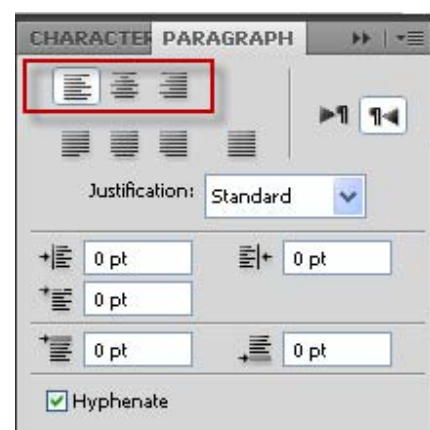 CHARACTER PARAGRAPH
Justification: Standard
0 pt 0 pt
0 pt
0 pt 0 pt
Hyphenate